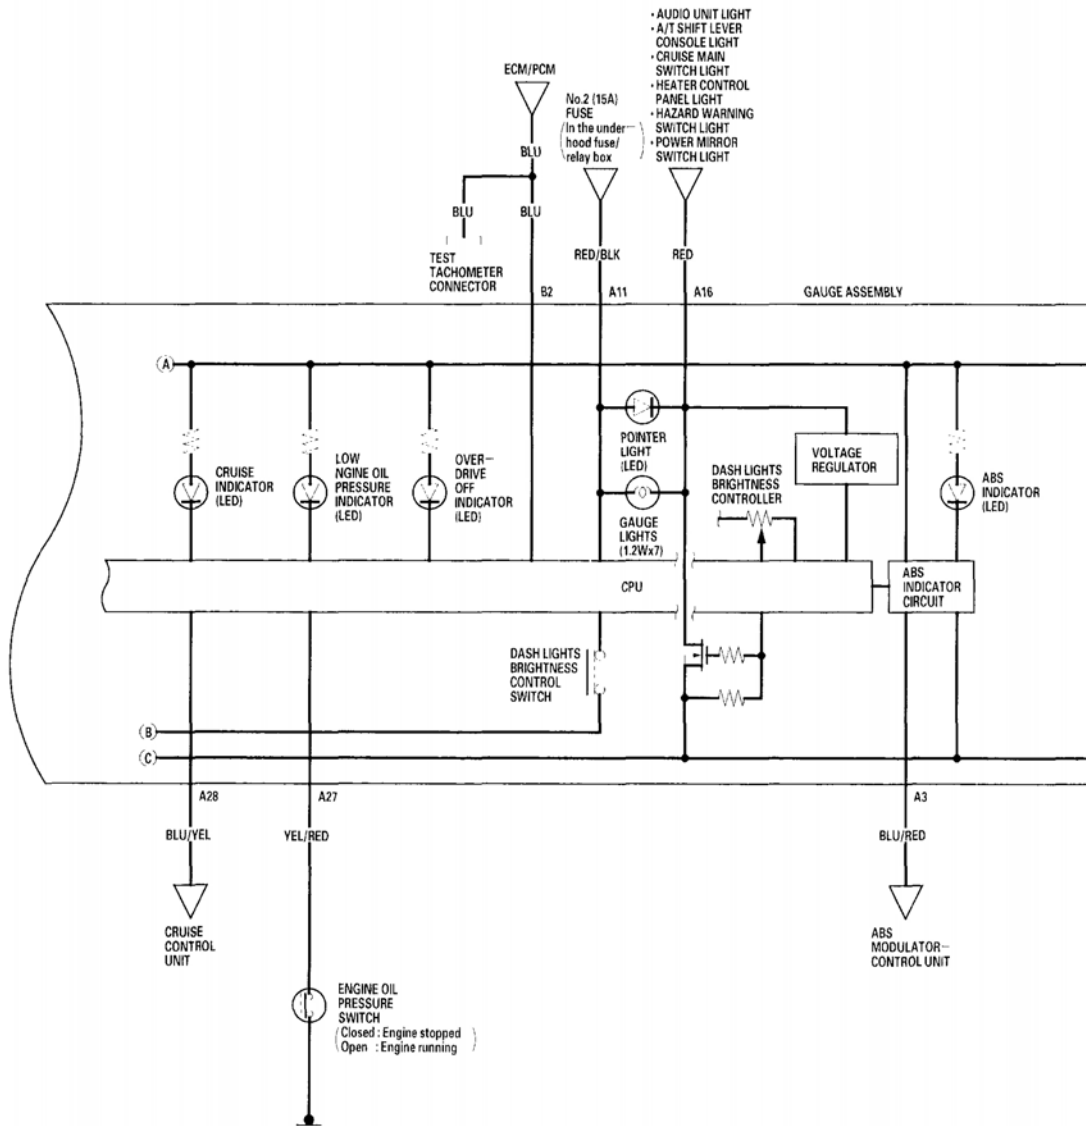 • AUDIO UNIT LIGHT
• A/T SHIFT LEVER
CONSOLE LIGHT
• CRUISE MAIN
SWITCH LIGHT
• HEATER CONTROL
PANEL LIGHT
• HAZARD WARNING
SWITCH LIGHT
• POWER MIRROR
SWITCH LIGHT
ECM/PCM
No.2 (15A)
FUSE
(In the under-
hood fuse/
relay box)
BLU
BLU
BLU
TEST
TACHOMETER
CONNECTOR
RED/BLK
RED
B2
A11
A16
GAUGE ASSEMBLY
A
CRUISE
INDICATOR
(LED)
LOW
NGINE OIL
PRESSURE
INDICATOR
(LED)
OVER-
DRIVE
OFF
INDICATOR
(LED)
POINTER
LIGHT
(LED)
GAUGE
LIGHTS
(1.2Wx7)
DASH LIGHTS
BRIGHTNESS
CONTROLLER
VOLTAGE
REGULATOR
ABS
INDICATOR
(LED)
CPU
ABS
INDICATOR
CIRCUIT
DASH LIGHTS
BRIGHTNESS
CONTROL
SWITCH
B
C
A28
A27
A3
BLU/YEL
YEL/RED
BLU/RED
CRUISE
CONTROL
UNIT
ABS
MODULATOR-
CONTROL UNIT
ENGINE OIL
PRESSURE
SWITCH
(Closed : Engine stopped
Open : Engine running)